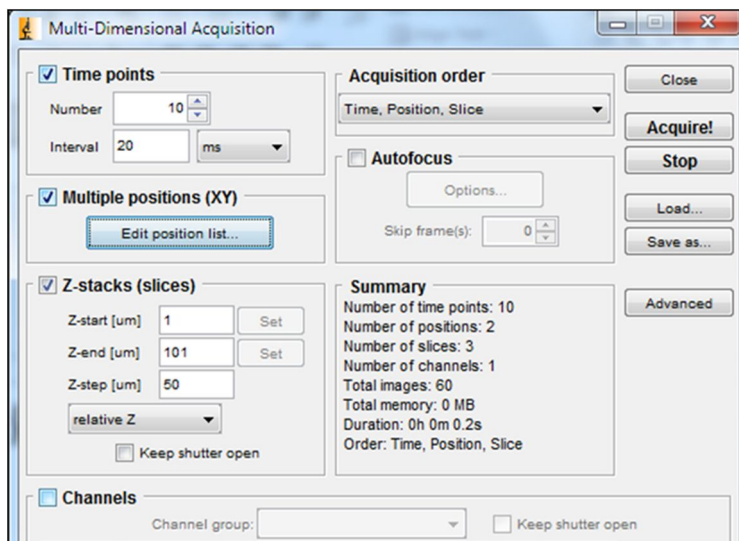 Multi-Dimensional Acquisition
Time points
Number 10
Interval 20 ms
Multiple positions (XY)
Edit position list...
Z-stacks (slices)
Z-start [um] 1 Set
Z-end [um] 101 Set
Z-step [um] 50
relative Z
Keep shutter open
Acquisition order
Time, Position, Slice
Autofocus
Options...
Skip frame(s): 0
Summary
Number of time points: 10
Number of positions: 2
Number of slices: 3
Number of channels: 1
Total images: 60
Total memory: 0 MB
Duration: 0h 0m 0.2s
Order: Time, Position, Slice
Close
Acquire!
Stop
Load...
Save as...
Advanced
Channels
Channel group: Keep shutter open